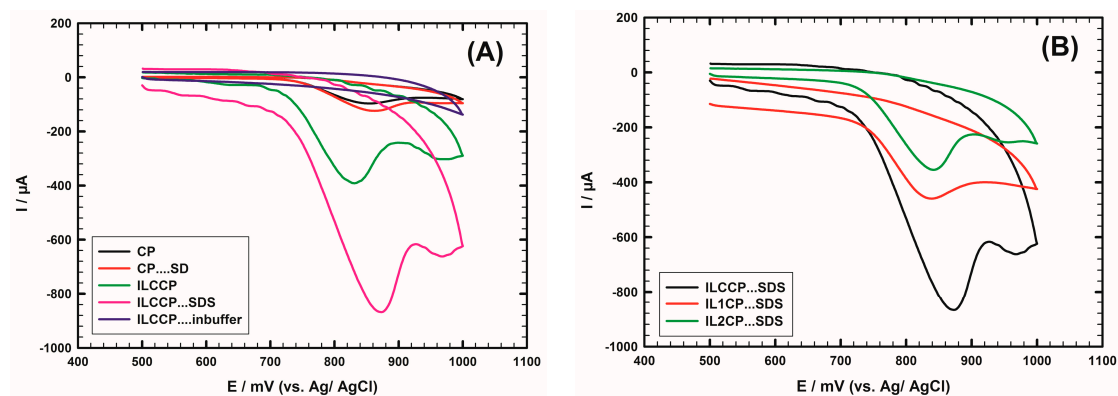 (A)
200
0
-200
-400
-600
-800
-1000
400 500 600 700 800 900 1000 1100
I / µA
E / mV (vs. Ag/ AgCl)
CP
CP....SD
ILCCP
ILCCP...SDS
ILCCP....inbuffer
(B)
200
0
-200
-400
-600
-800
-1000
400 500 600 700 800 900 1000 1100
I / µA
E / mV (vs. Ag/ AgCl)
ILCCP...SDS
IL1CP...SDS
IL2CP...SDS